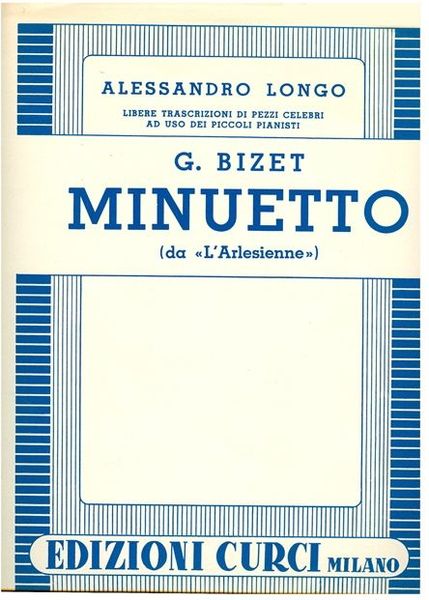 ALESSANDRO LONGO
LIBERE TRASCRIZIONI DI PEZZI CELEBRI
AD USO DEI PICCOLI PIANISTI
G. BIZET
MINUETTO
(da «L'Arlesienne»)
EDIZIONI CURCI MILANO